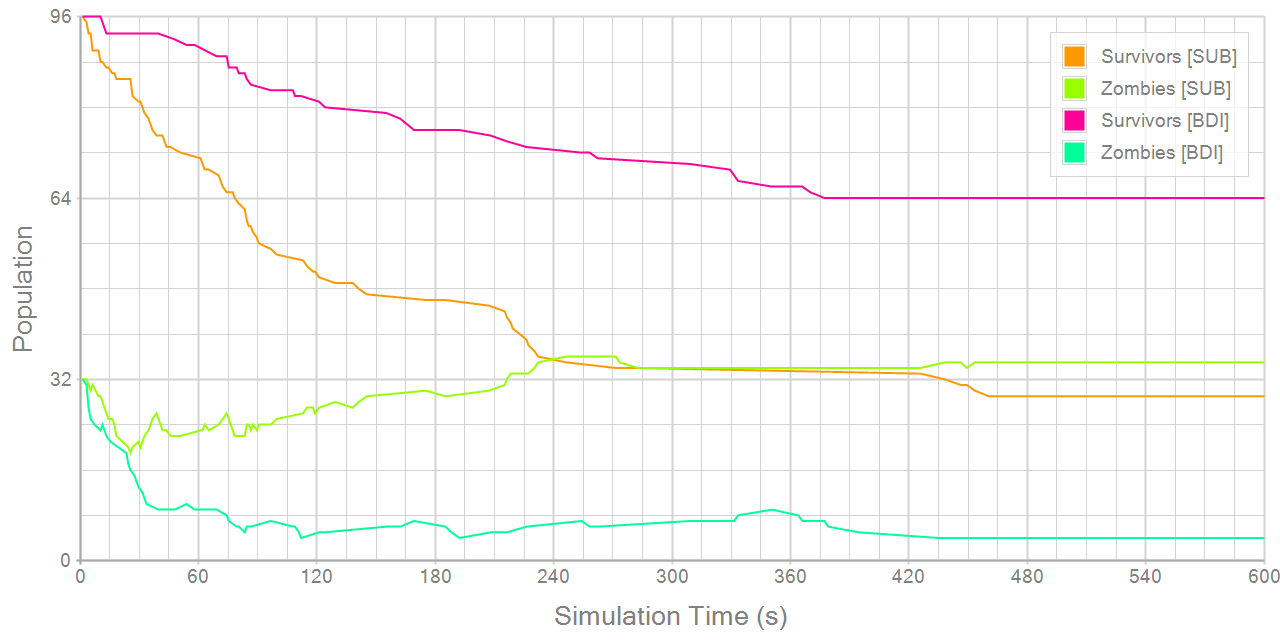 96
64
32
0
Population
Survivors [SUB]
Zombies [SUB]
Survivors [BDI]
Zombies [BDI]
0 60 120 180 240 300 360 420 480 540 600
Simulation Time (s)